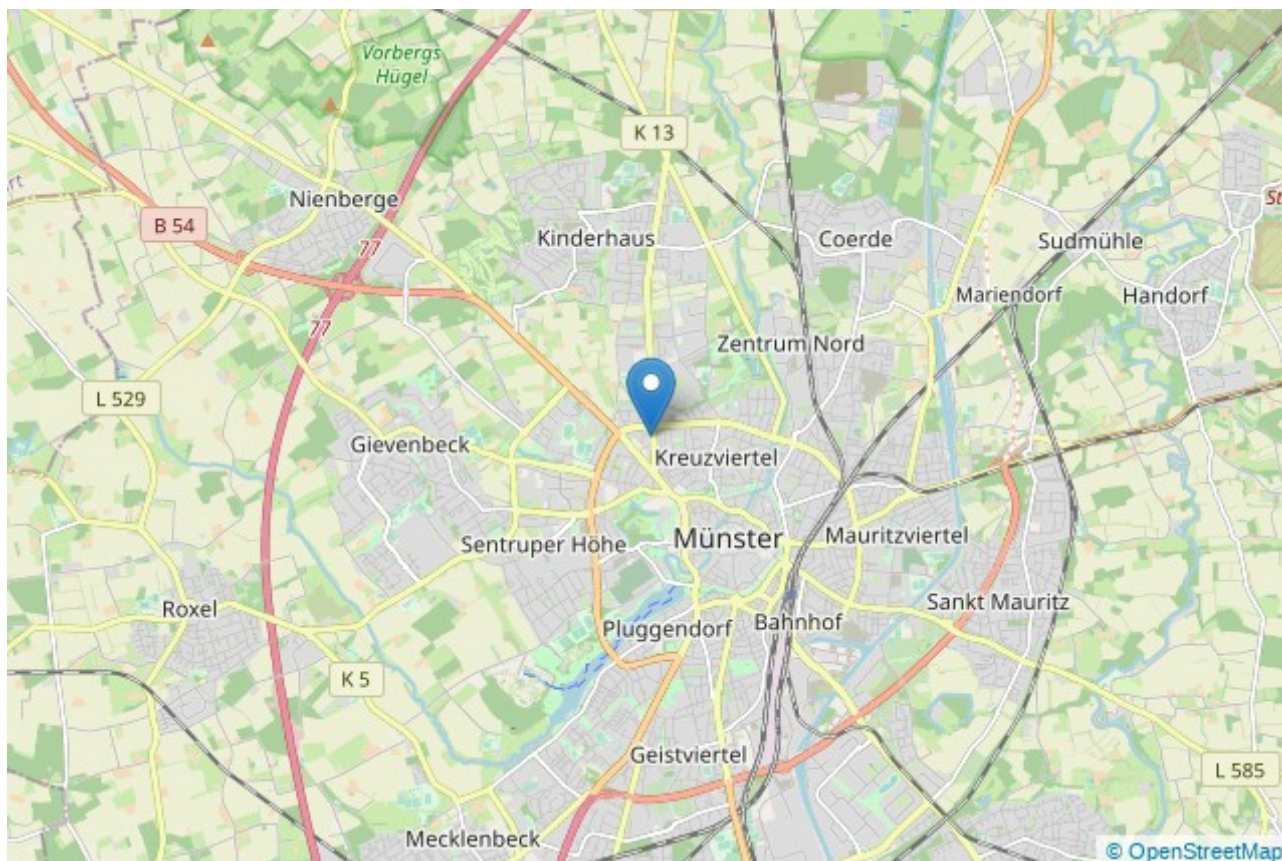 Vorbergs
Hügel
K 13
Nienberge
B 54
77
Kinderhaus
Coerde
Sudmühle
Mariendorf
Handorf
77
Zentrum Nord
L 529
Gievenbeck
Kreuzviertel
Münster
Mauritzviertel
Sentruper Höhe
Roxel
Sankt Mauritz
Pluggendorf
Bahnhof
K 5
Geistviertel
L 585
Mecklenbeck
© OpenStreetMap